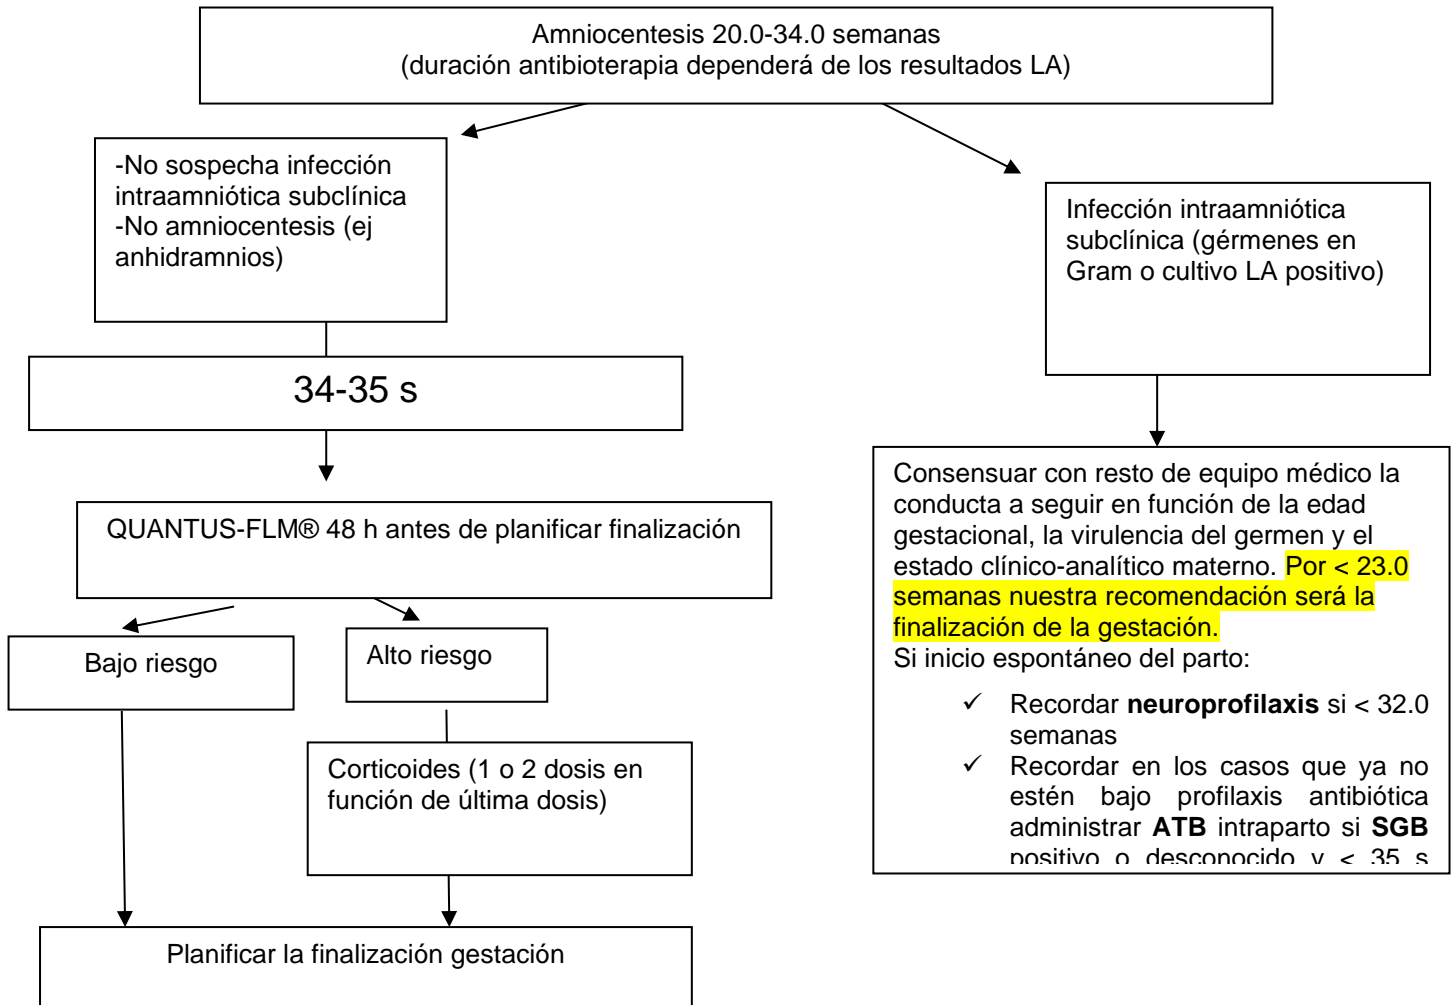 Amniocentesis 20.0-34.0 semanas
(duración antibioterapia dependerá de los resultados LA)
-No sospecha infección
intraamniótica subclínica
-No amniocentesis (ej
anhidramnios)
Infección intraamniótica
subclínica (gérmenes en
Gram o cultivo LA positivo)
34-35 s
QUANTUS-FLM® 48 h antes de planificar finalización
Bajo riesgo
Alto riesgo
Corticoides (1 o 2 dosis en
función de última dosis)
Planificar la finalización gestación
Consensuar con resto de equipo médico la
conducta a seguir en función de la edad
gestacional, la virulencia del germen y el
estado clínico-analítico materno. Por < 23.0
semanas nuestra recomendación será la
finalización de la gestación.
Si inicio espontáneo del parto:
✓ Recordar neuroprofilaxis si < 32.0
semanas
✓ Recordar en los casos que ya no
estén bajo profilaxis antibiótica
administrar ATB intraparto si SGB
positivo o desconocido y < 35 s